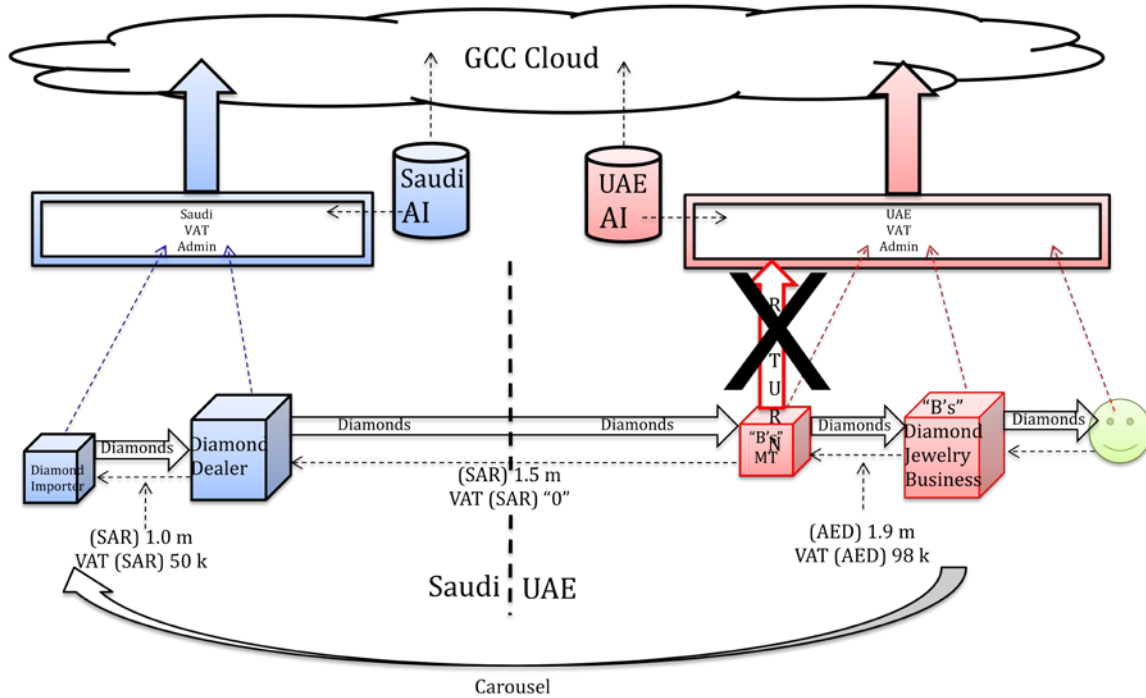 GCC Cloud
Saudi
AI
UAE
AI
Saudi
VAT
Admin
UAE
VAT
Admin
R
T
U
R
N
Diamond
Importer
Diamonds
Diamond
Dealer
Diamonds
Diamonds
"B's"
MT
Diamonds
"B's"
Diamond
Jewelry
Business
Diamonds
(SAR) 1.0 m
VAT (SAR) 50 k
(SAR) 1.5 m
VAT (SAR) "0"
(AED) 1.9 m
VAT (AED) 98 k
Saudi
UAE
Carousel